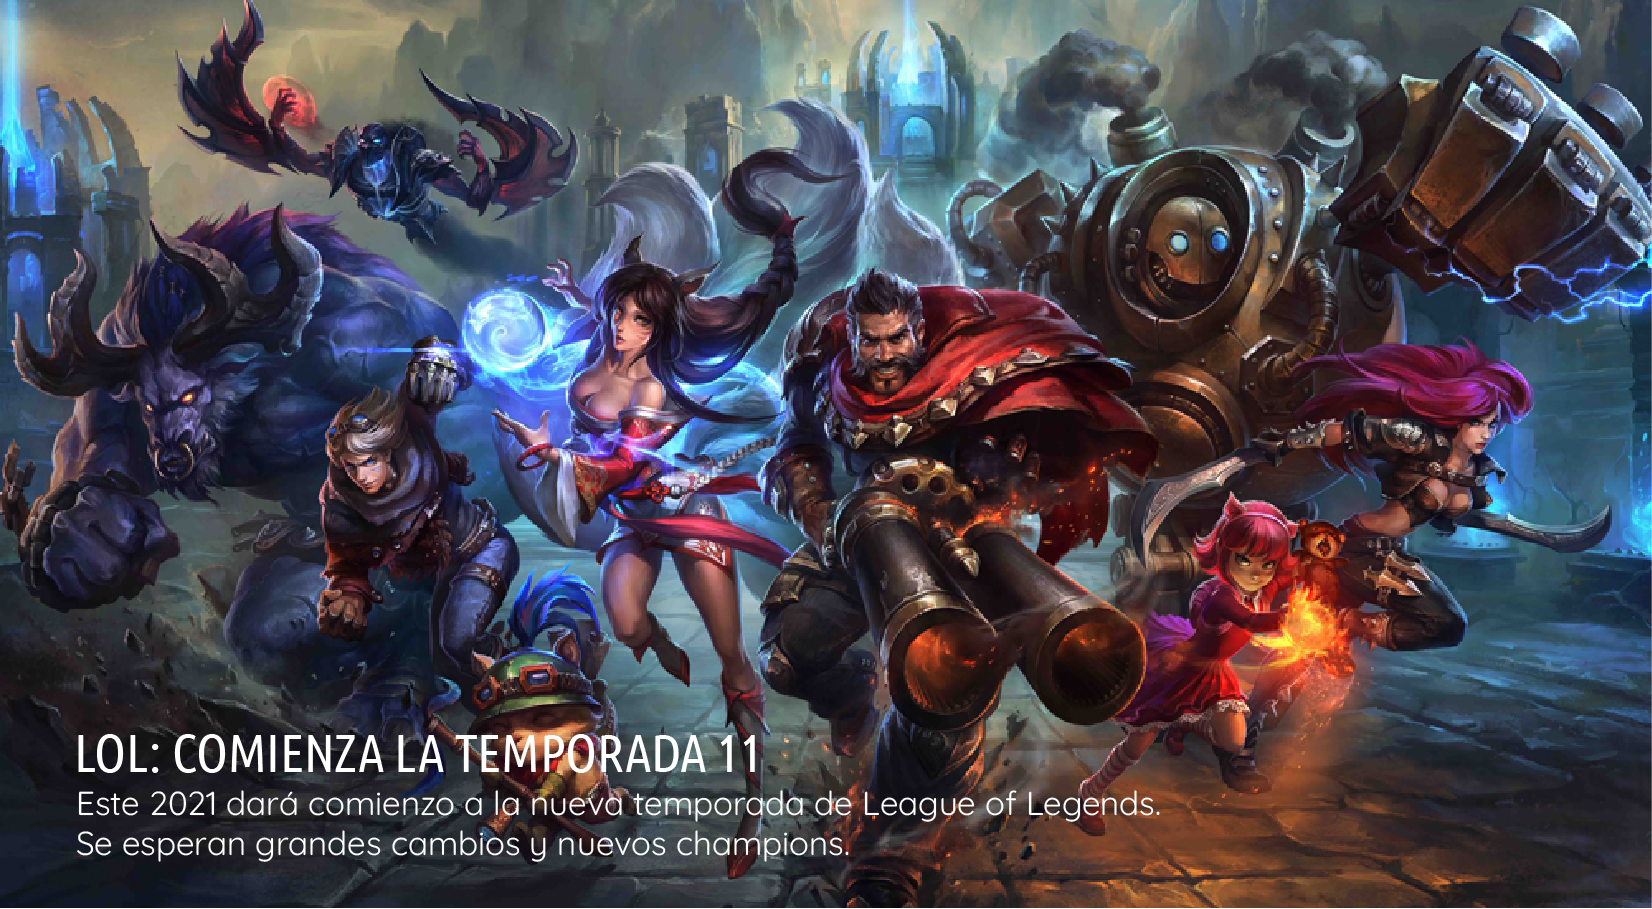 LOL: COMIENZA LA TEMPORADA 11
Este 2021 dará comienzo a la nueva temporada de League of Legends.
Se esperan grandes cambios y nuevos champions.